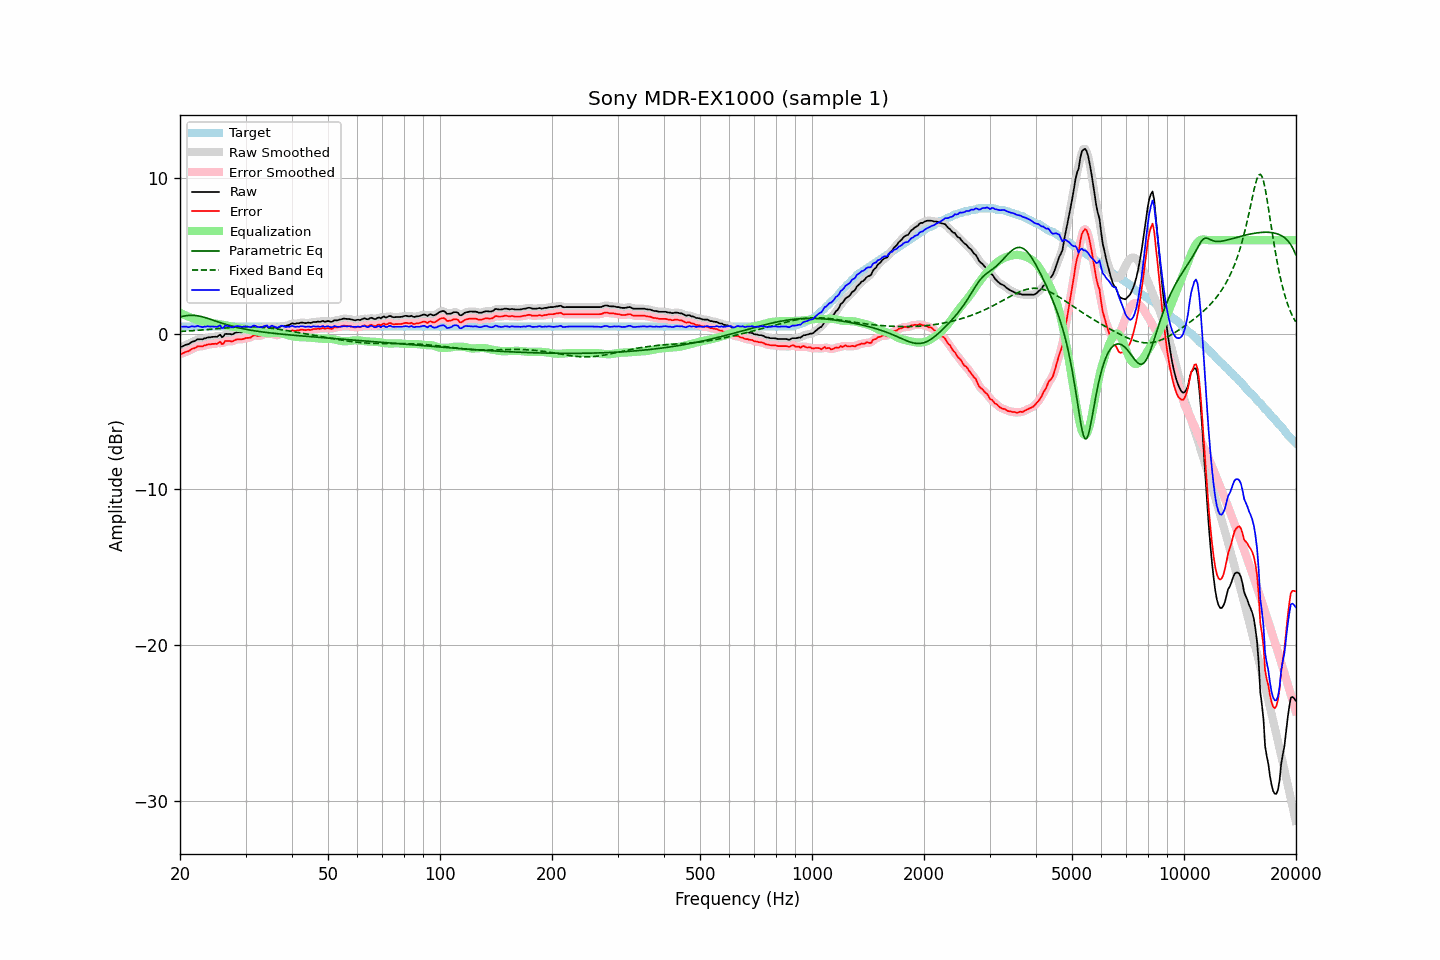 Sony MDR-EX1000 (sample 1)
Target
Raw Smoothed
Error Smoothed
Raw
Error
Equalization
Parametric Eq
Fixed Band Eq
Equalized
10
0
−10
−20
−30
Amplitude (dBr)
20 50 100 200 500 1000 2000 5000 10000 20000
Frequency (Hz)